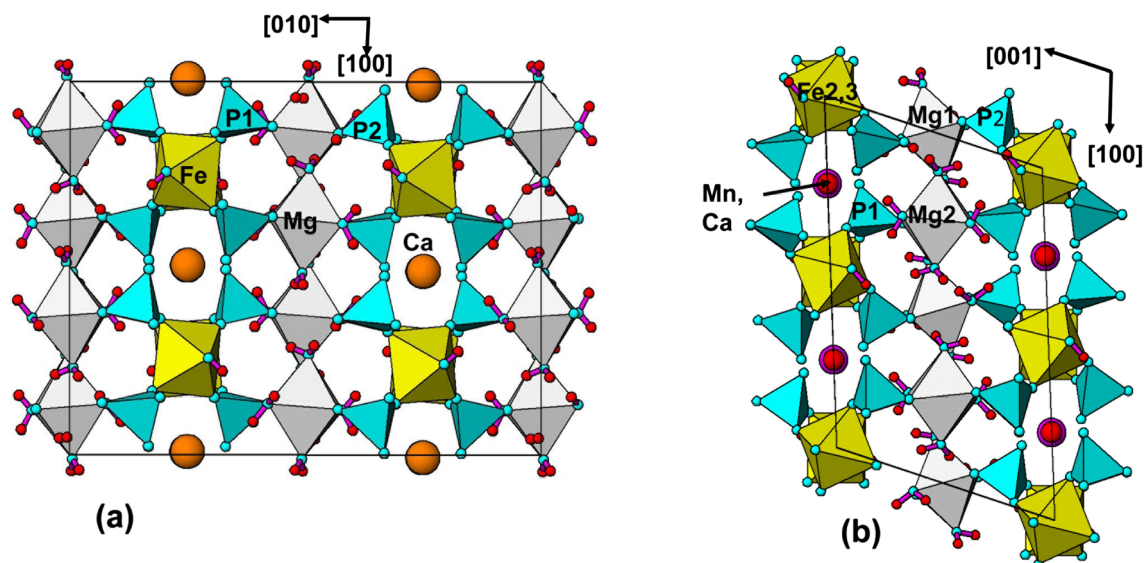 [010]
[100]
P1
P2
Fe
Mg
Ca
(a)
[001]
[100]
Fe2,3
Mg1
P2
Mn,
Ca
P1
Mg2
(b)